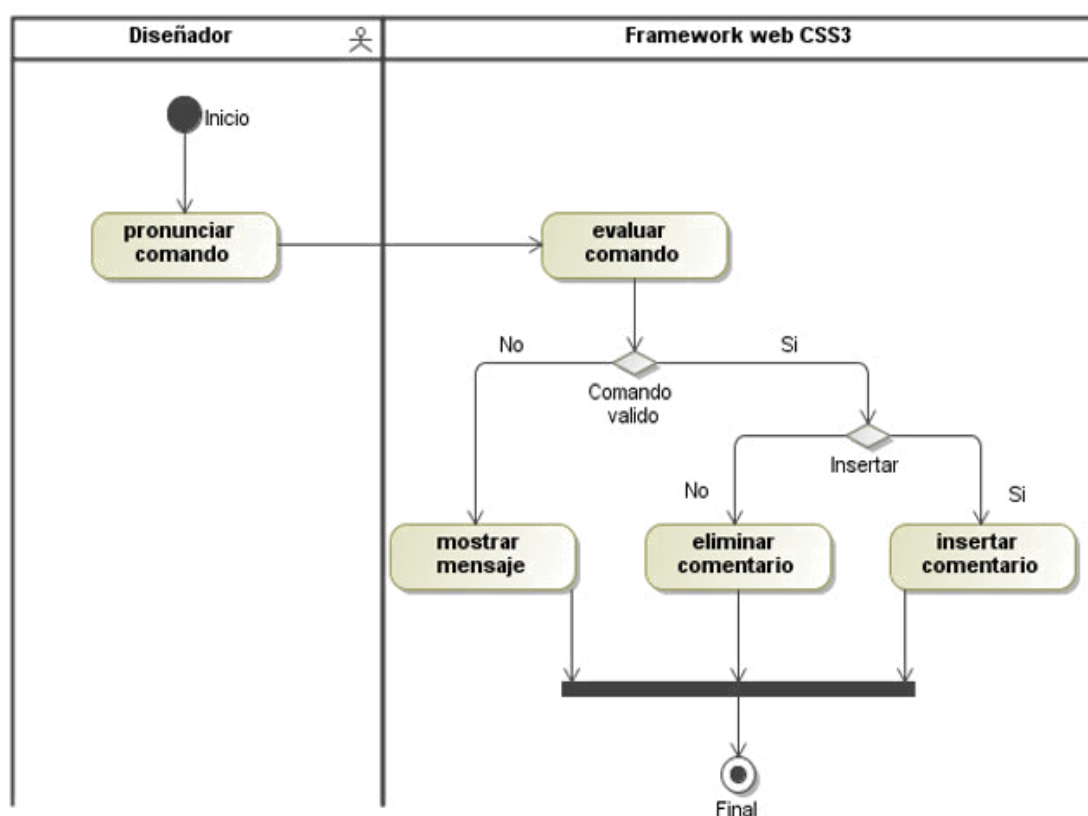 Diseñador
Framework web CSS3
Inicio
pronunciar
comando
evaluar
comando
No
Si
Comando
valido
Insertar
No
Si
mostrar
mensaje
eliminar
comentario
insertar
comentario
Final